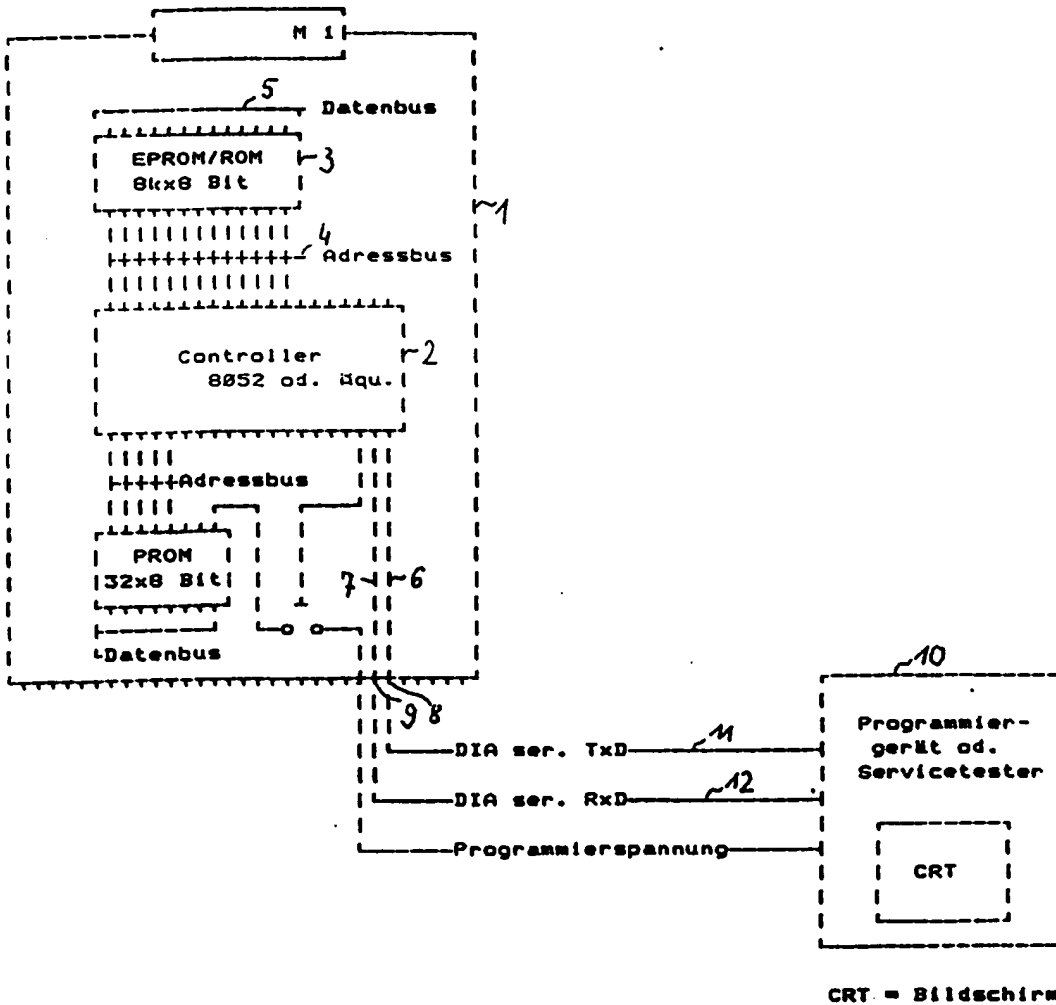 M 1
5
Datenbus
EPROM/ROM
8kx8 Bit
3
1
4
Adressbus
Controller
8052 od. äqu.
2
Adressbus
PROM
32x8 Bit
7
6
Datenbus
9 8
10
Programmier-
gerät od.
Servicetester
DIA ser. TxD
11
DIA ser. RxD
12
Programmierspannung
CRT
CRT = Bildschirm